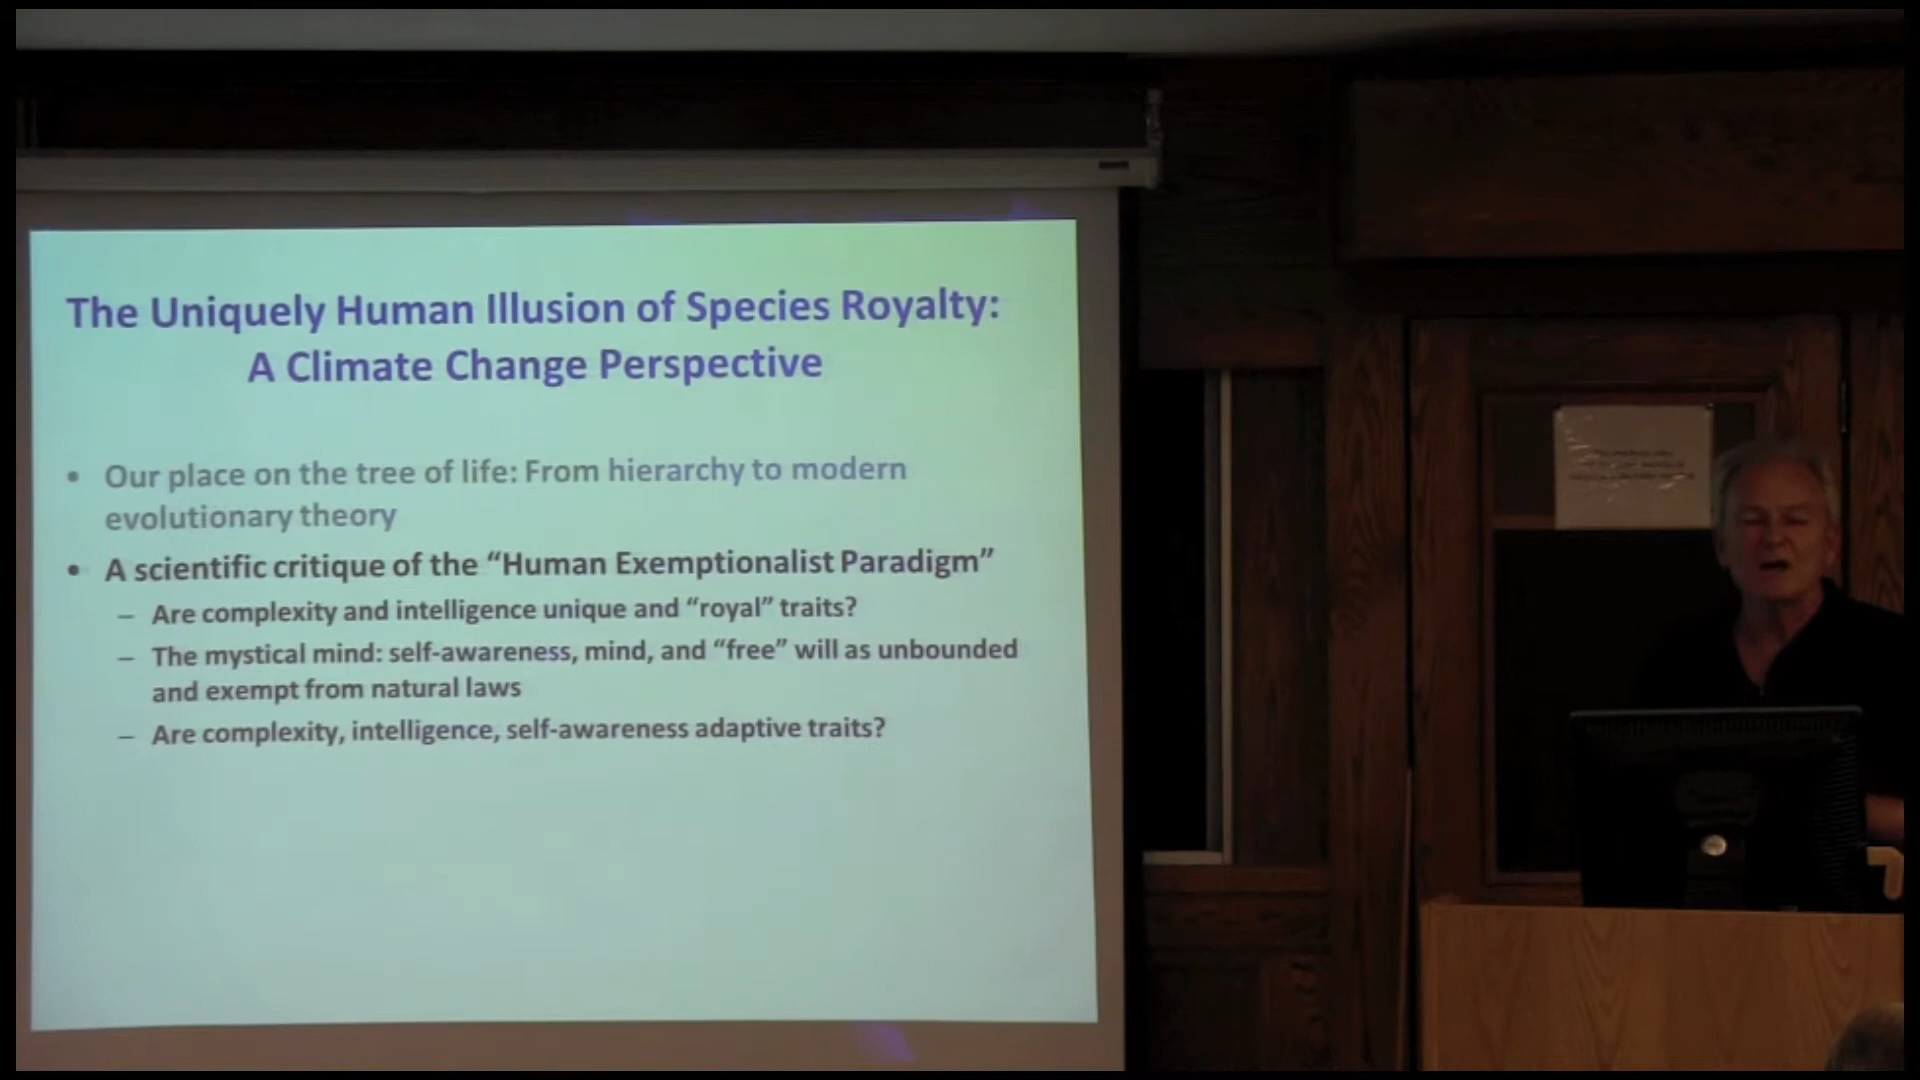 The Uniquely Human Illusion of Species Royalty:
A Climate Change Perspective
• Our place on the tree of life: From hierarchy to modern
evolutionary theory
• A scientific critique of the “Human Exemptionalist Paradigm”
– Are complexity and intelligence unique and “royal” traits?
– The mystical mind: self-awareness, mind, and “free” will as unbounded
and exempt from natural laws
– Are complexity, intelligence, self-awareness adaptive traits?